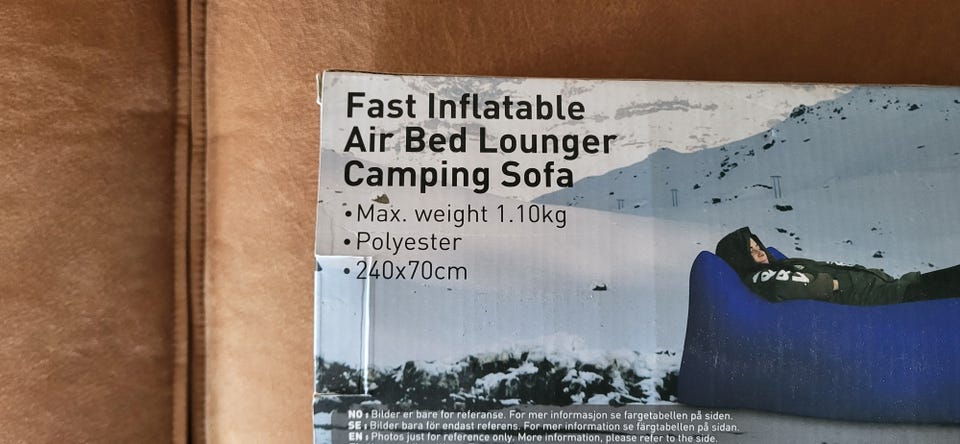 Fast Inflatable
Air Bed Lounger
Camping Sofa
•Max. weight 1.10kg
•Polyester
•240x70cm
NO: Bilder er bare for referanse. For mer informasjon se fargetabellen på siden.
SE: Bilder bara för endast referens. For mer information se färgetabellen på sidan.
EN: Photos just for reference only. More information, please refer to the side.